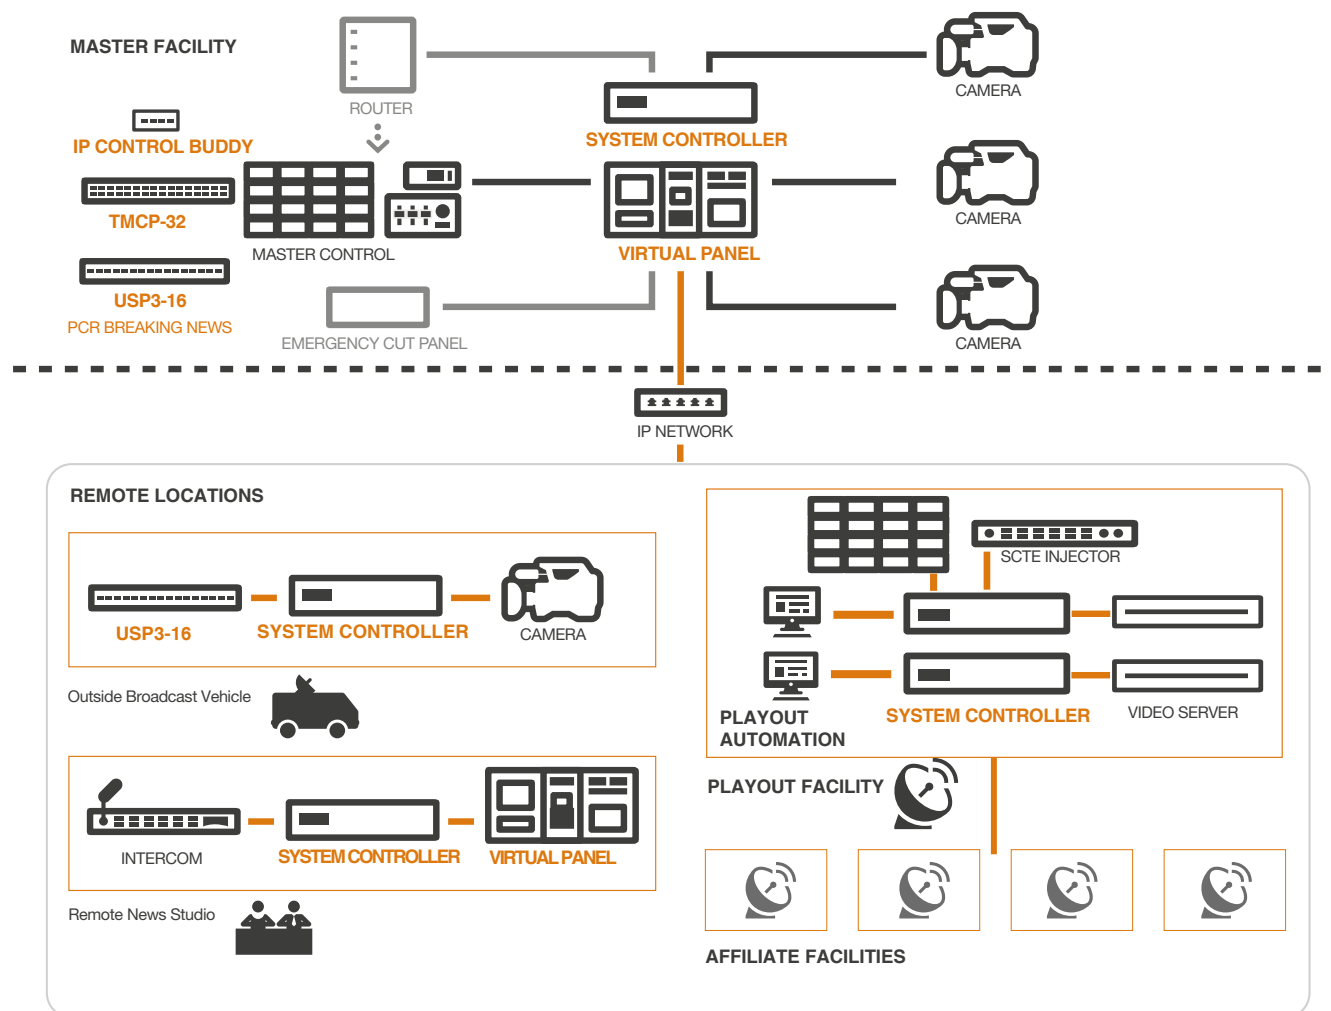 MASTER FACILITY
ROUTER
CAMERA
IP CONTROL BUDDY
SYSTEM CONTROLLER
TMCP-32
CAMERA
MASTER CONTROL
VIRTUAL PANEL
USP3-16
PCR BREAKING NEWS
EMERGENCY CUT PANEL
CAMERA
IP NETWORK
REMOTE LOCATIONS
USP3-16
SYSTEM CONTROLLER
CAMERA
Outside Broadcast Vehicle
INTERCOM
SYSTEM CONTROLLER
VIRTUAL PANEL
Remote News Studio
SCTE INJECTOR
PLAYOUT
AUTOMATION
SYSTEM CONTROLLER
VIDEO SERVER
PLAYOUT FACILITY
AFFILIATE FACILITIES